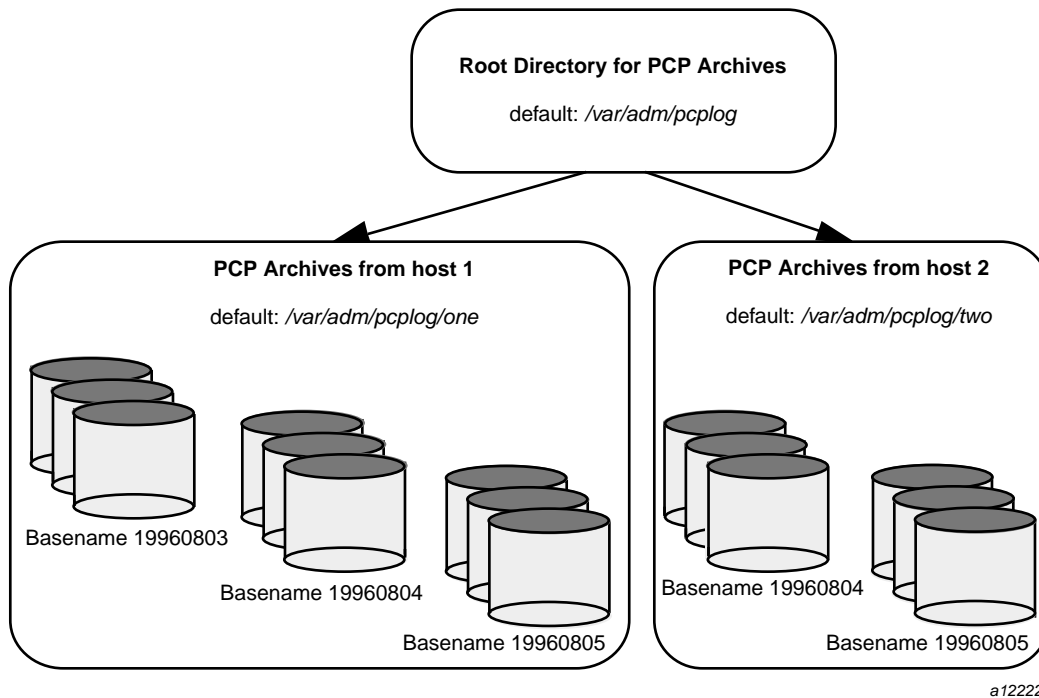 Root Directory for PCP Archives
default: /var/adm/pcplog
PCP Archives from host 1
default: /var/adm/pcplog/one
Basename 19960803
Basename 19960804
Basename 19960805
PCP Archives from host 2
default: /var/adm/pcplog/two
Basename 19960804
Basename 19960805
a12222